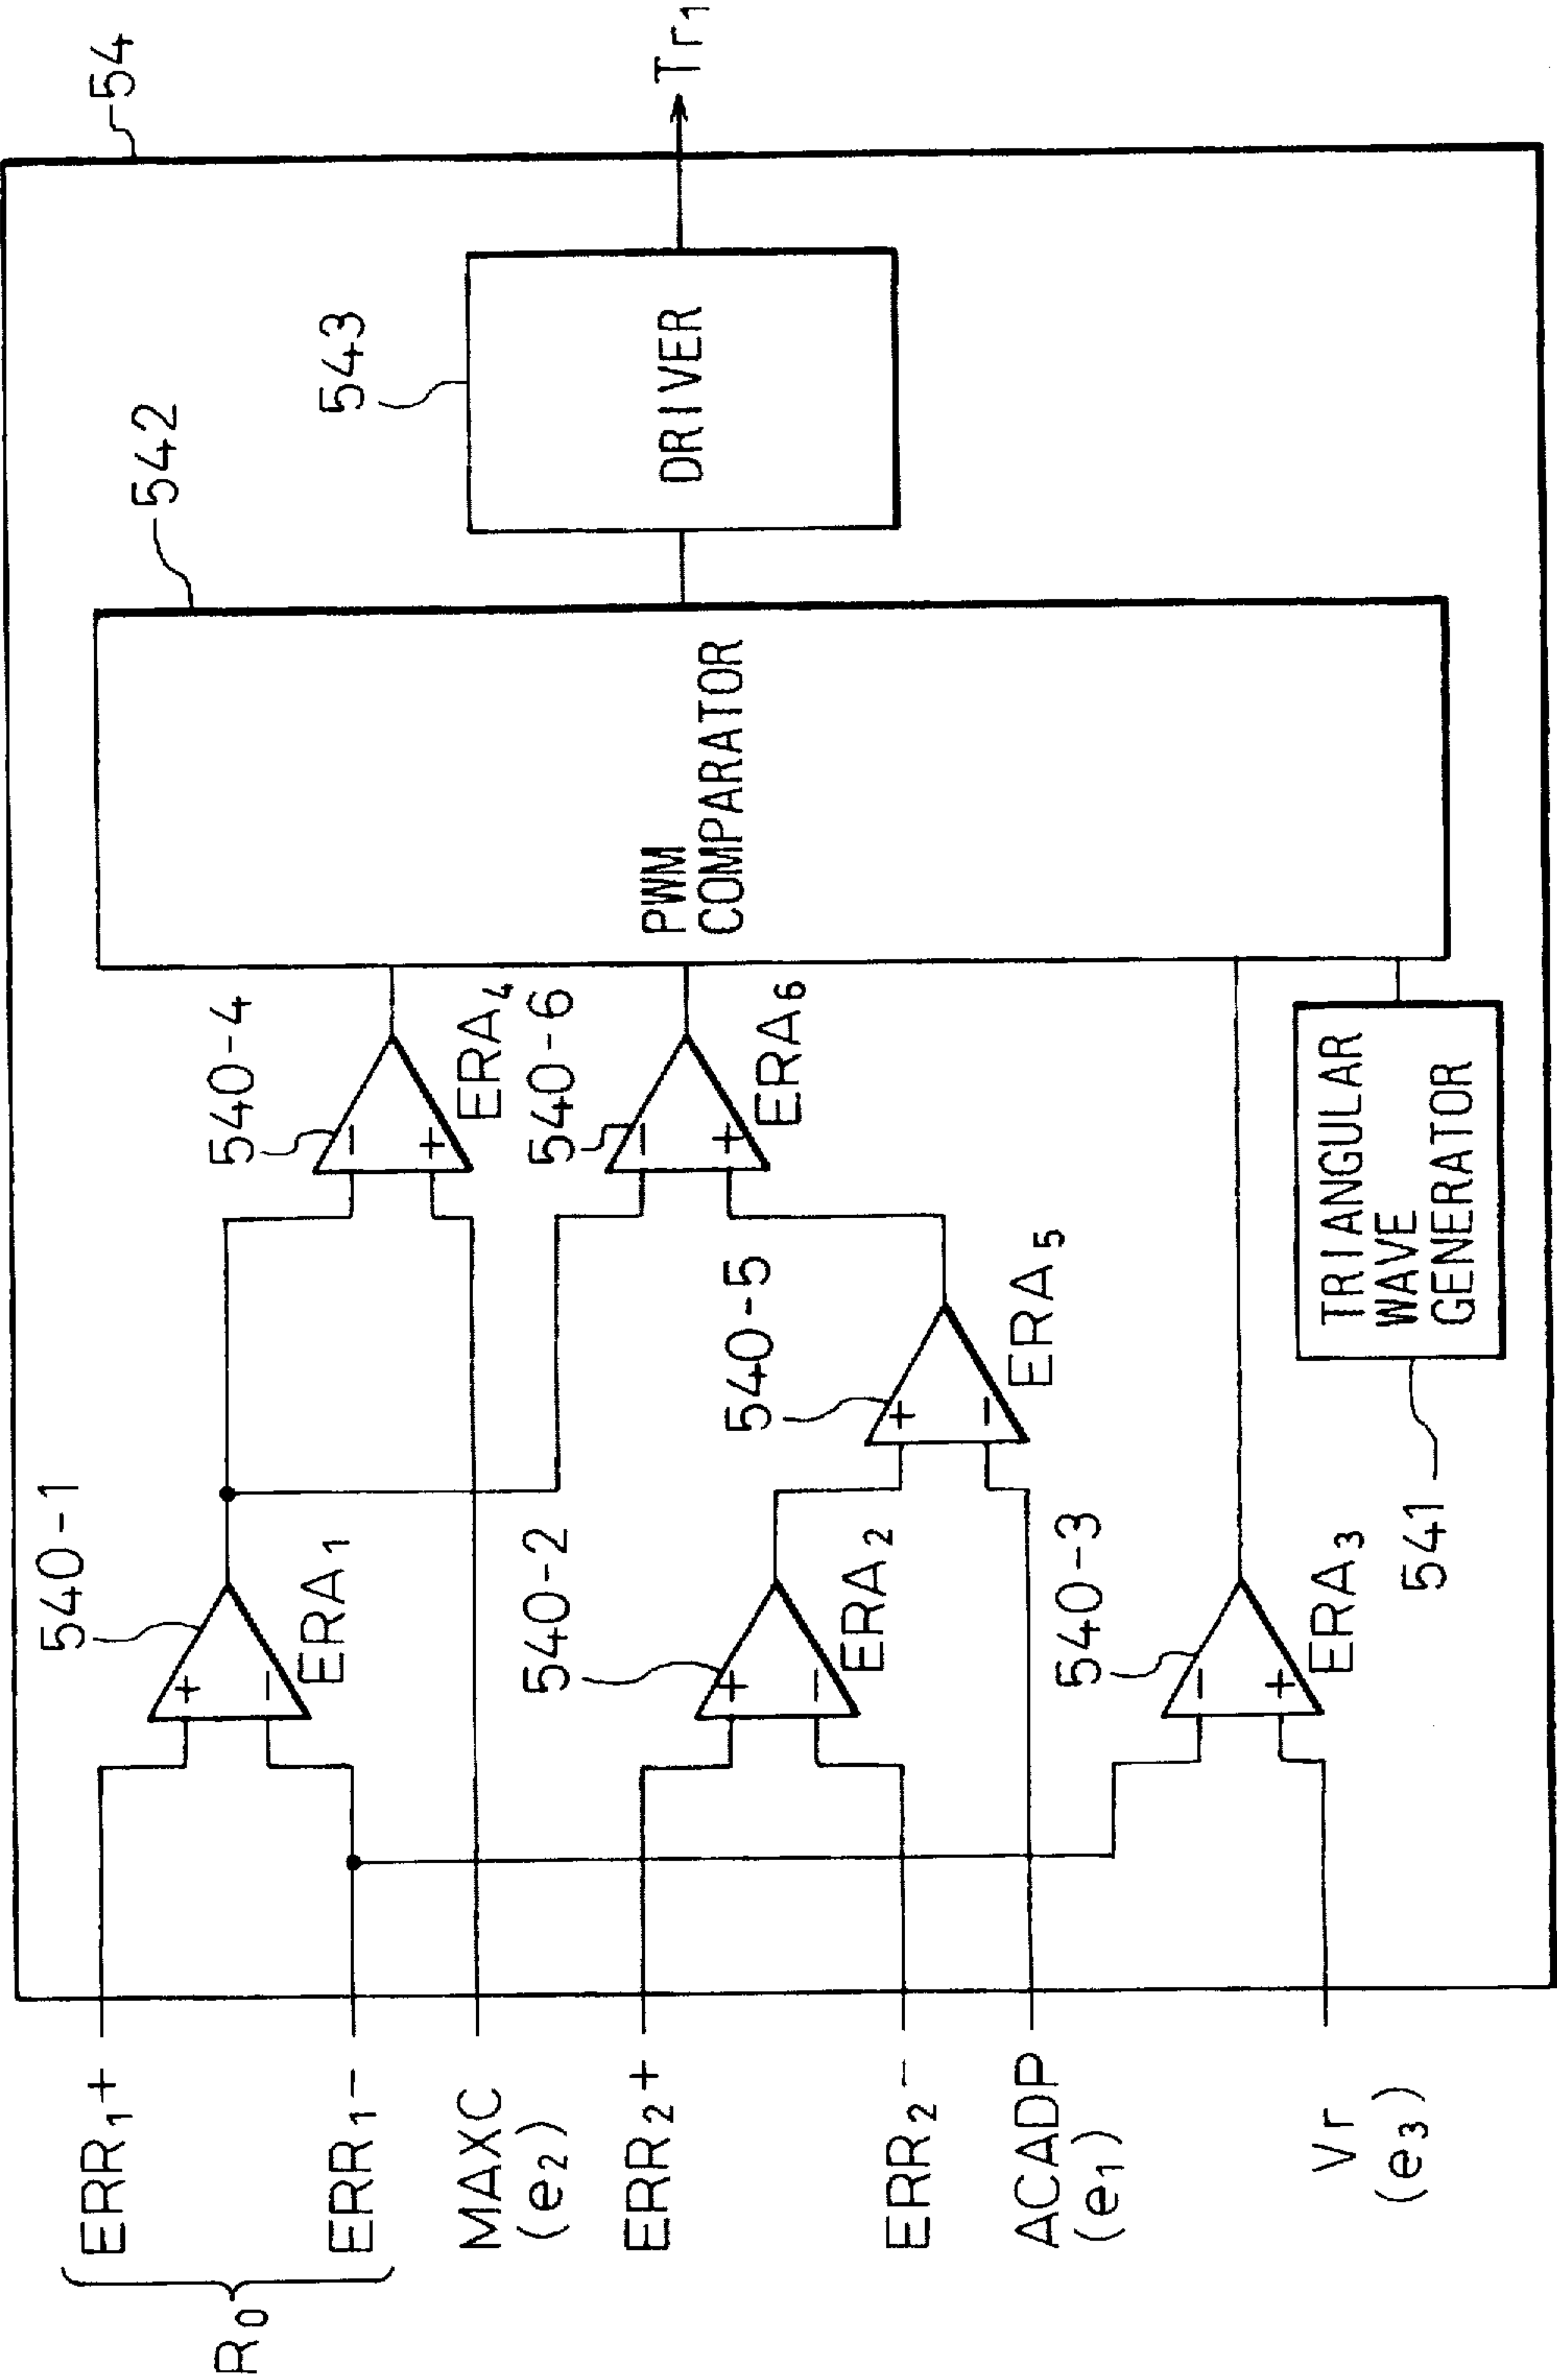 54
Tr1
542
543
DRIVER
PWM
COMPARATOR
540-1
ERA1
540-4
ERA4
540-6
ERA6
540-2
ERA2
540-5
ERA5
540-3
ERA3
541
TRIANGULAR
WAVE
GENERATOR
R0
ERR1+
ERR1−
MAXC
(e2)
ERR2+
ERR2−
ACADP
(e1)
Vr
(e3)
+
−
−
+
−
+
+
−
+
−
−
+